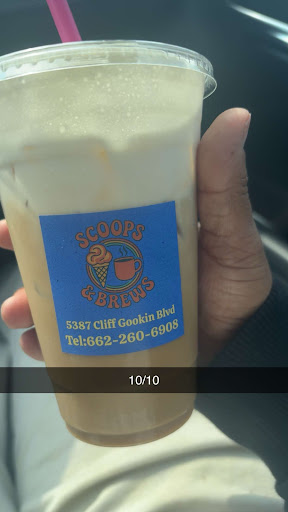 SCOOPS
& BREWS
5387 Cliff Gookin Blvd
Tel:662-260-6908
10/10